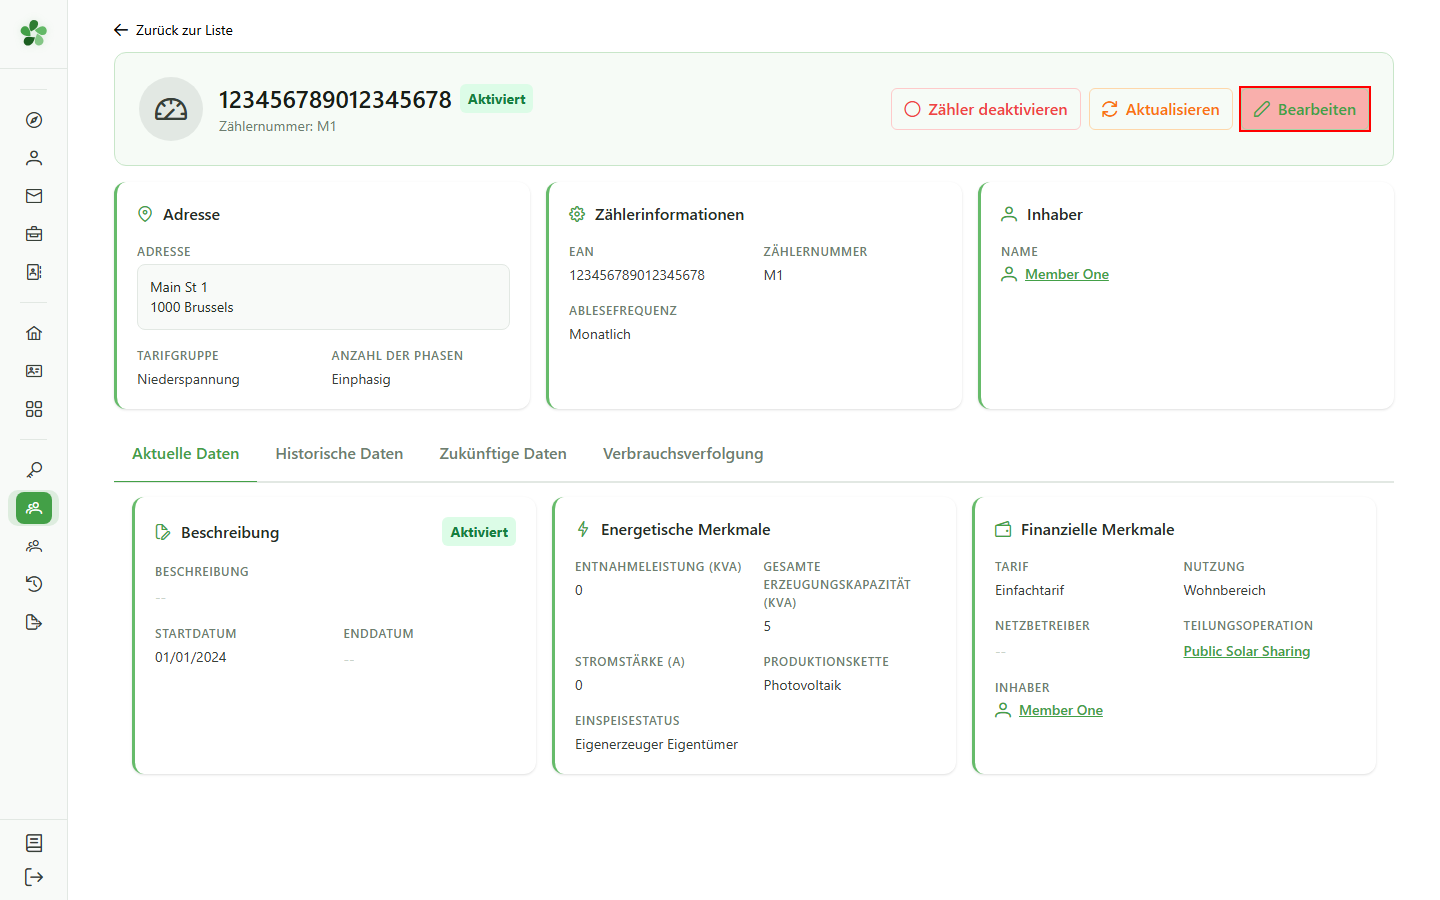 Zurück zur Liste
123456789012345678 Aktiviert
Zählernummer: M1
Zähler deaktivieren
Aktualisieren
Bearbeiten
Adresse
ADRESSE
Main St 1
1000 Brussels
TARIFGRUPPE
Niederspannung
ANZAHL DER PHASEN
Einphasig
Zählerinformationen
EAN
123456789012345678
ZÄHLERNUMMER
M1
ABLESEFREQUENZ
Monatlich
Inhaber
NAME
Member One
Aktuelle Daten
Historische Daten
Zukünftige Daten
Verbrauchsverfolgung
Beschreibung
Aktiviert
BESCHREIBUNG
--
STARTDATUM
01/01/2024
ENDDATUM
--
Energetische Merkmale
ENTNAHMELEISTUNG (KVA)
0
GESAMTE
ERZEUGUNGSKAPAZITÄT
(KVA)
5
STROMSTÄRKE (A)
0
PRODUKTIONSKETTE
Photovoltaik
EINSPEISESTATUS
Eigenerzeuger Eigentümer
Finanzielle Merkmale
TARIF
Einfachtarif
NUTZUNG
Wohnbereich
NETZBETREIBER
--
TEILUNGSOPERATION
Public Solar Sharing
INHABER
Member One